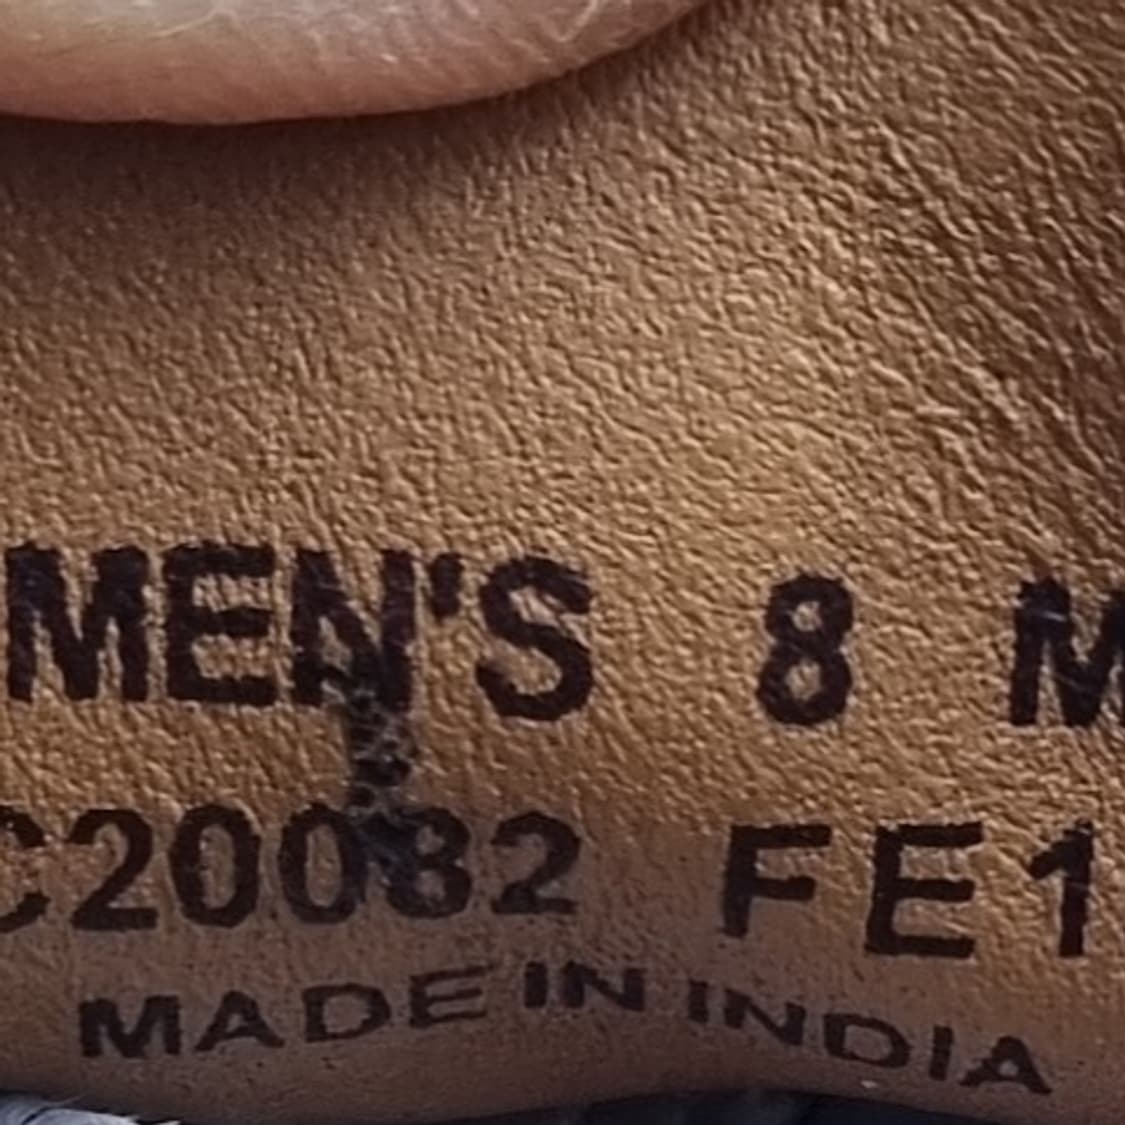 MEN'S 8 M
C20082 FE1
MADE IN INDIA